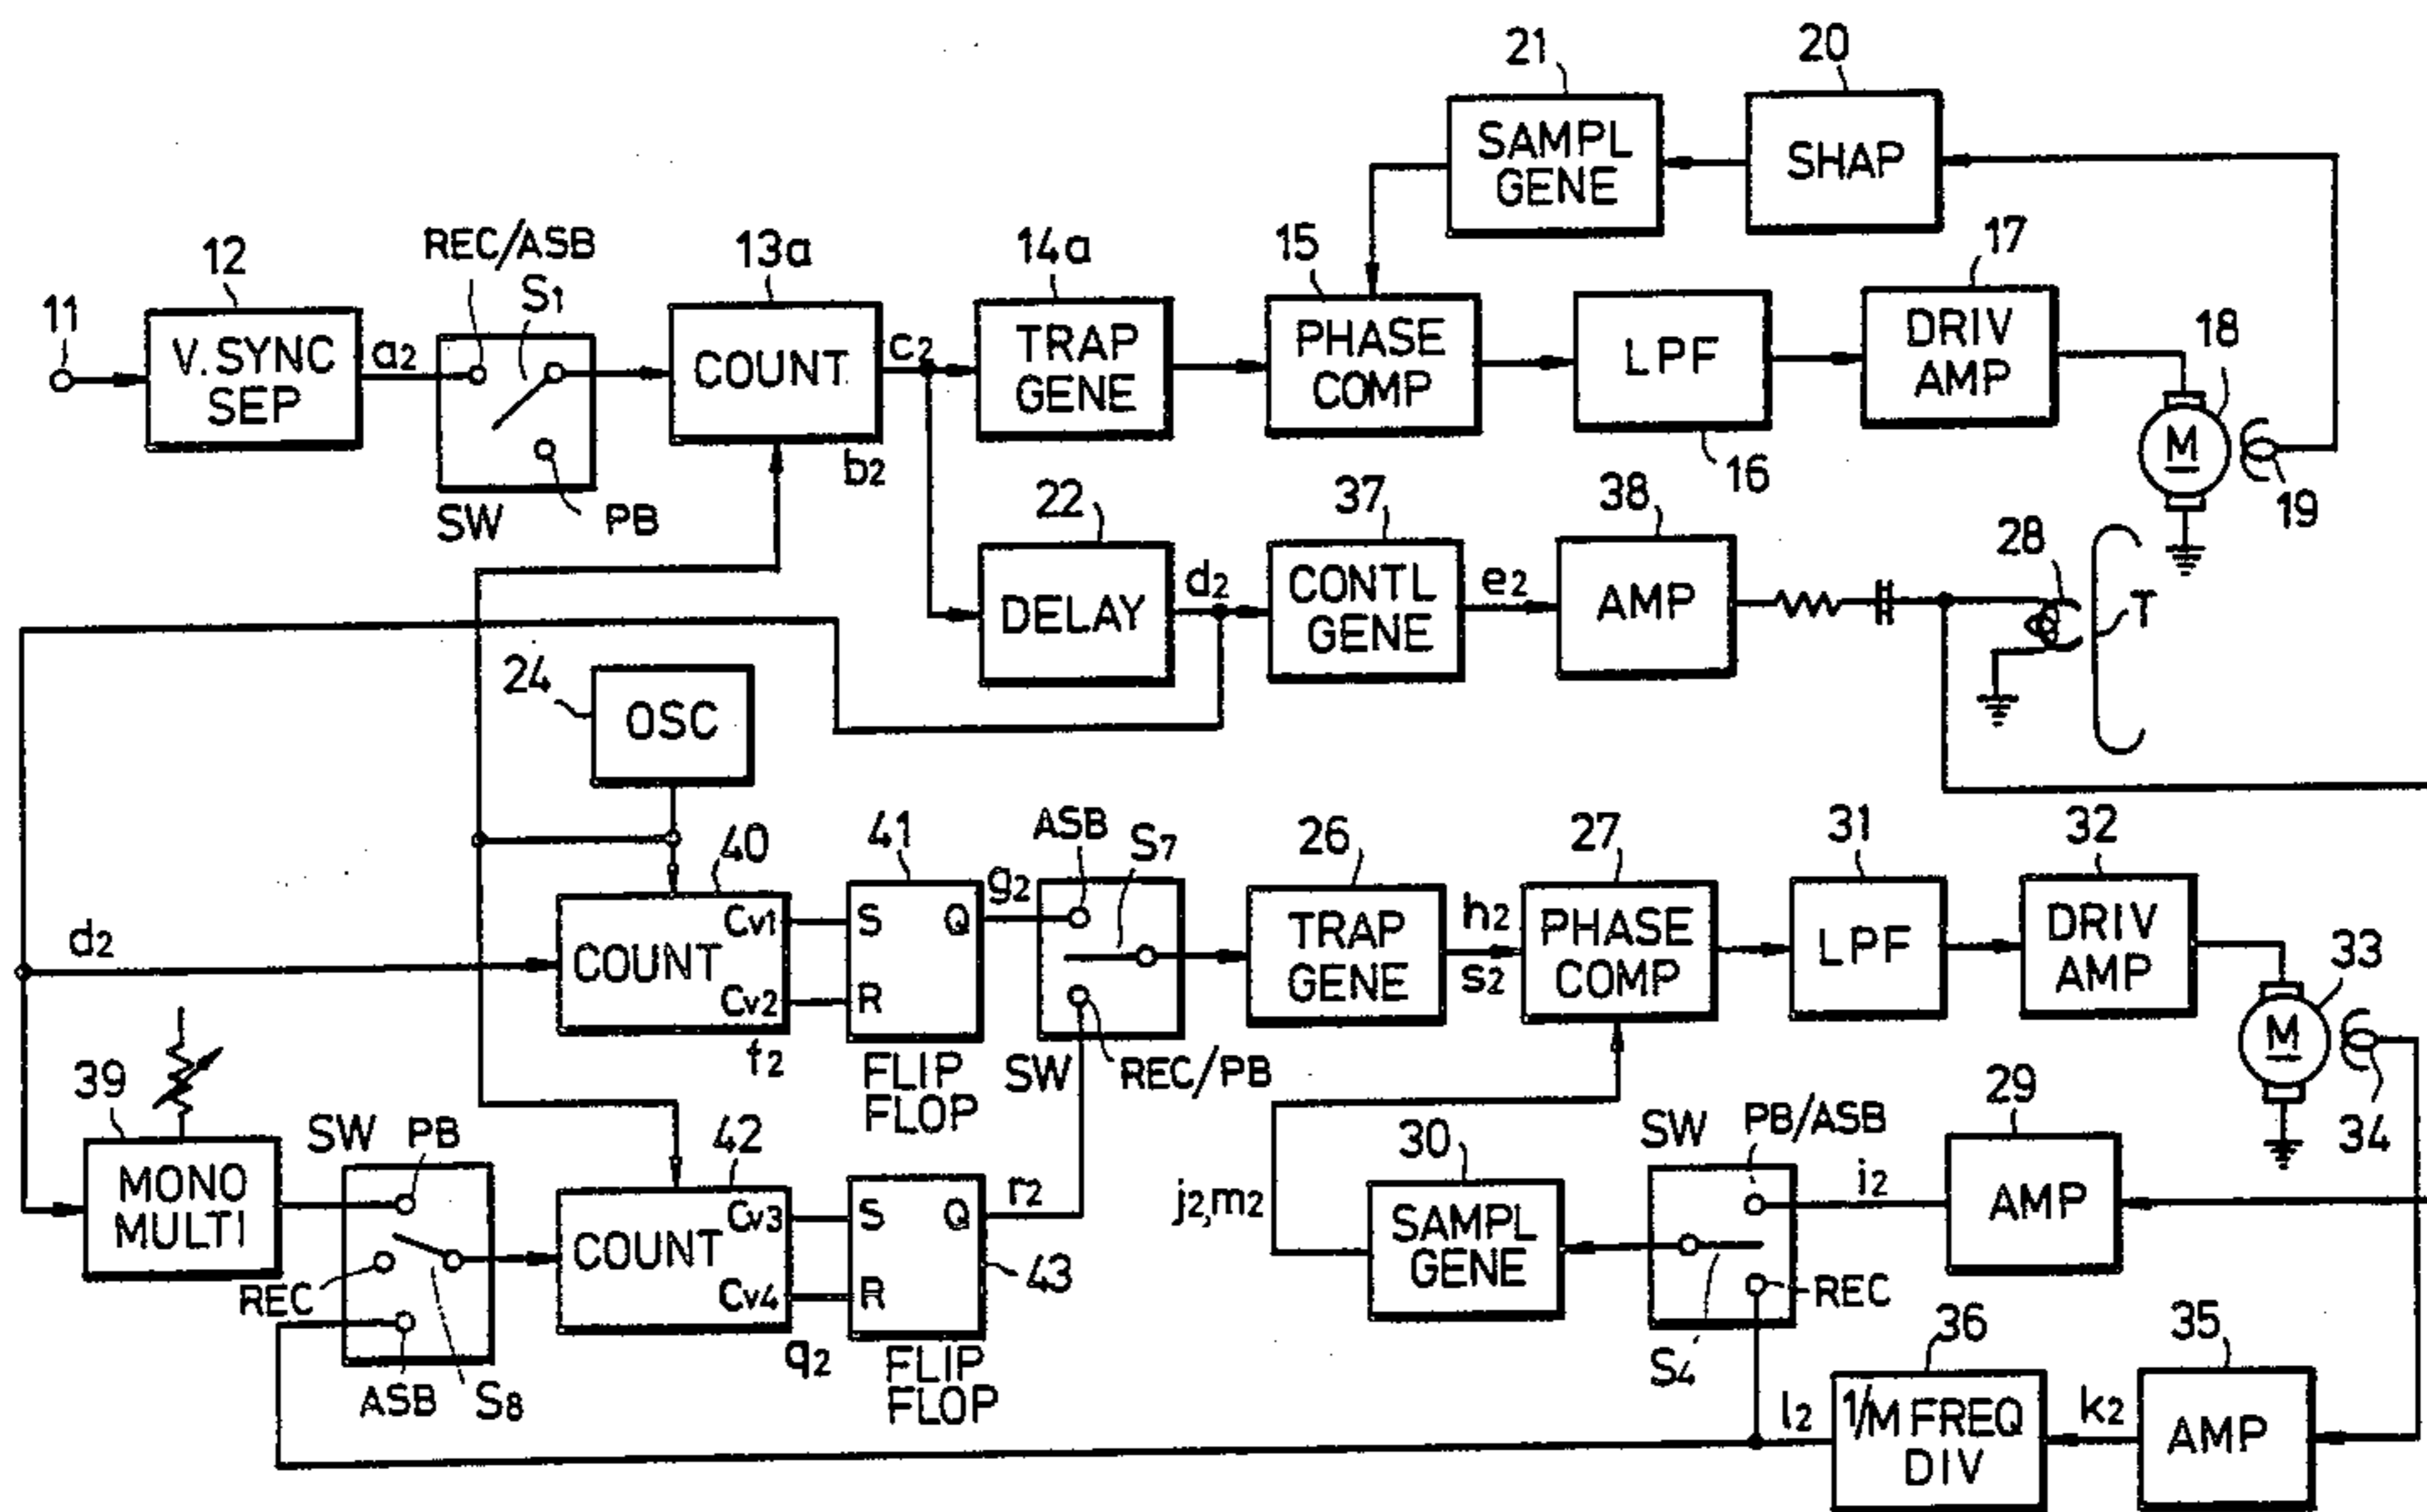 21
20
SAMPL
GENE
SHAP
12
REC/ASB
S1
13a
14a
15
17
11
V. SYNC
SEP
a2
COUNT
c2
TRAP
GENE
PHASE
COMP
LPF
DRIV
AMP
18
M
b2
16
19
SW
PB
22
37
38
28
DELAY
d2
CONTL
GENE
e2
AMP
T
24
OSC
40
41
ASB
S7
26
27
31
32
d2
COUNT
Cv1
Cv2
f2
S
Q
R
FLIP
FLOP
g2
SW
REC/PB
TRAP
GENE
h2
s2
PHASE
COMP
LPF
DRIV
AMP
33
M
34
39
MONO
MULTI
SW
PB
REC
ASB
S8
42
COUNT
Cv3
Cv4
q2
S
Q
R
FLIP
FLOP
r2
43
j2,m2
30
SAMPL
GENE
SW
PB/ASB
REC
S4
i2
29
AMP
l2
36
1/M FREQ
DIV
k2
35
AMP